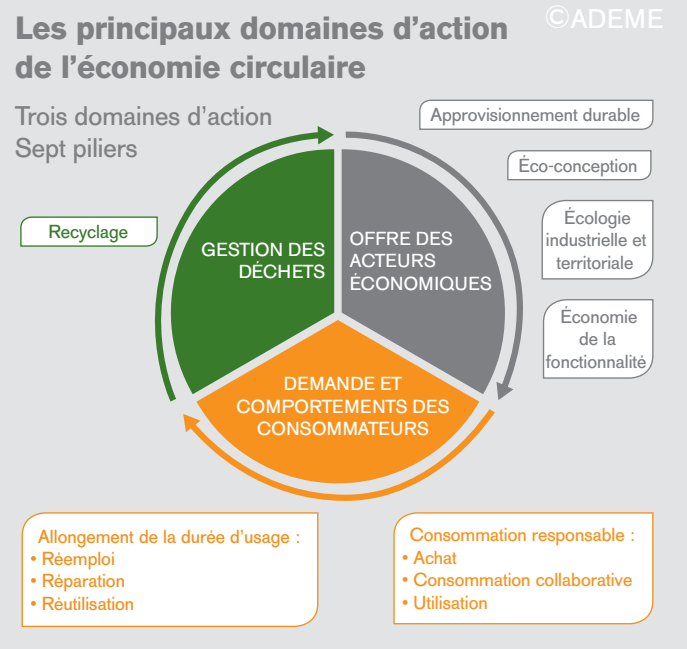 ©ADEME
Les principaux domaines d'action
de l'économie circulaire
Trois domaines d'action
Sept piliers
Approvisionnement durable
Éco-conception
Écologie
industrielle et
territoriale
Économie
de la
fonctionnalité
Recyclage
GESTION DES
DÉCHETS
OFFRE DES
ACTEURS
ÉCONOMIQUES
DEMANDE ET
COMPORTEMENTS DES
CONSOMMATEURS
Allongement de la durée d'usage :
• Réemploi
• Réparation
• Réutilisation
Consommation responsable :
• Achat
• Consommation collaborative
• Utilisation